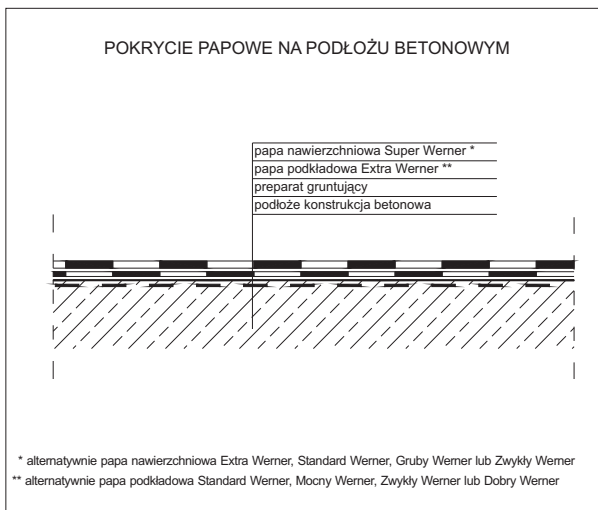 POKRYCIE PAPOWE NA PODŁOŻU BETONOWYM
papa nawierzchniowa Super Werner *
papa podkładowa Extra Werner **
preparat gruntujący
podłoże konstrukcja betonowa
* alternatywnie papa nawierzchniowa Extra Werner, Standard Werner, Gruby Werner lub Zwykły Werner
** alternatywnie papa podkładowa Standard Werner, Mocny Werner, Zwykły Werner lub Dobry Werner